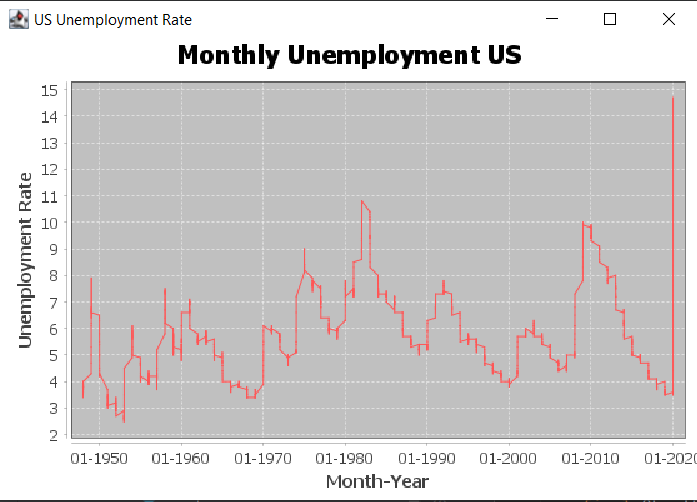 US Unemployment Rate
Monthly Unemployment US
Unemployment Rate
15
14
13
12
11
10
9
8
7
6
5
4
3
2
01-1950 01-1960 01-1970 01-1980 01-1990 01-2000 01-2010 01-2020
Month-Year